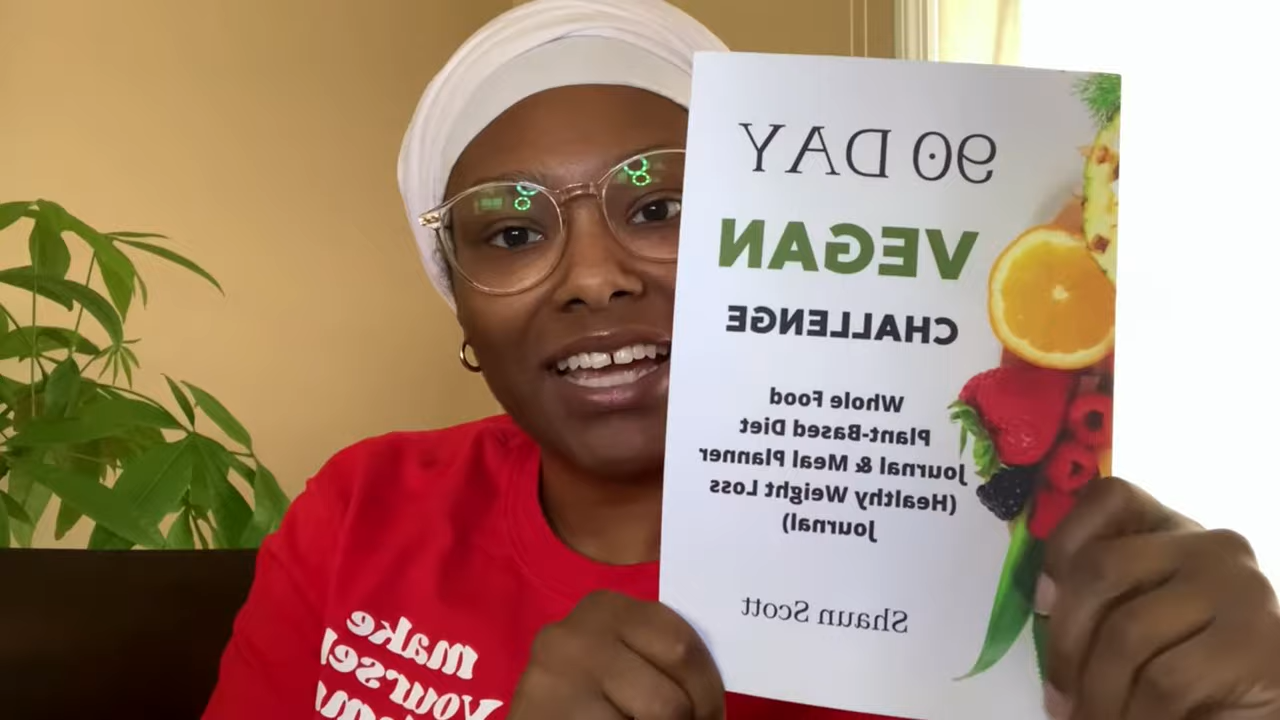 90 DAY
VEGAN
CHALLENGE
Whole Food
Plant-Based Diet
Journal & Meal Planner
(Healthy Weight Loss
Journal)
Shaun Scott
make